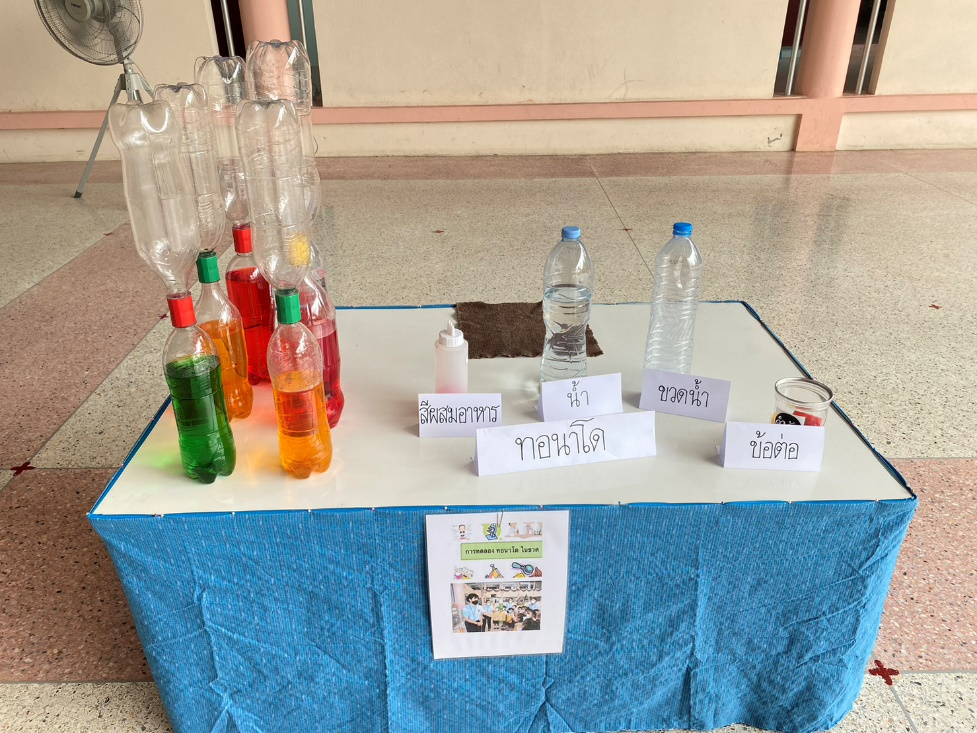 น้ำ
ขวดน้ำ
สีผสมอาหาร
ทอนาโด
ข้อต่อ
การทดลอง ทอนาโด ในขวด